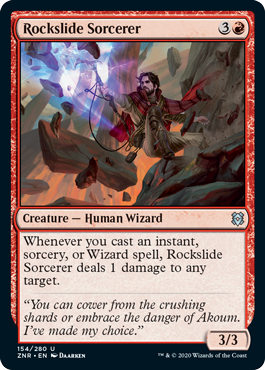 Rockslide Sorcerer 3
Creature — Human Wizard
Whenever you cast an instant,
sorcery, or Wizard spell, Rockslide
Sorcerer deals 1 damage to any
target.
“You can cover from the crushing
shards or embrace the danger of Akoum.
I’ve made my choice.”
3/3
154/280 U
ZNR • EN DAARKEN
™ & © 2020 Wizards of the Coast